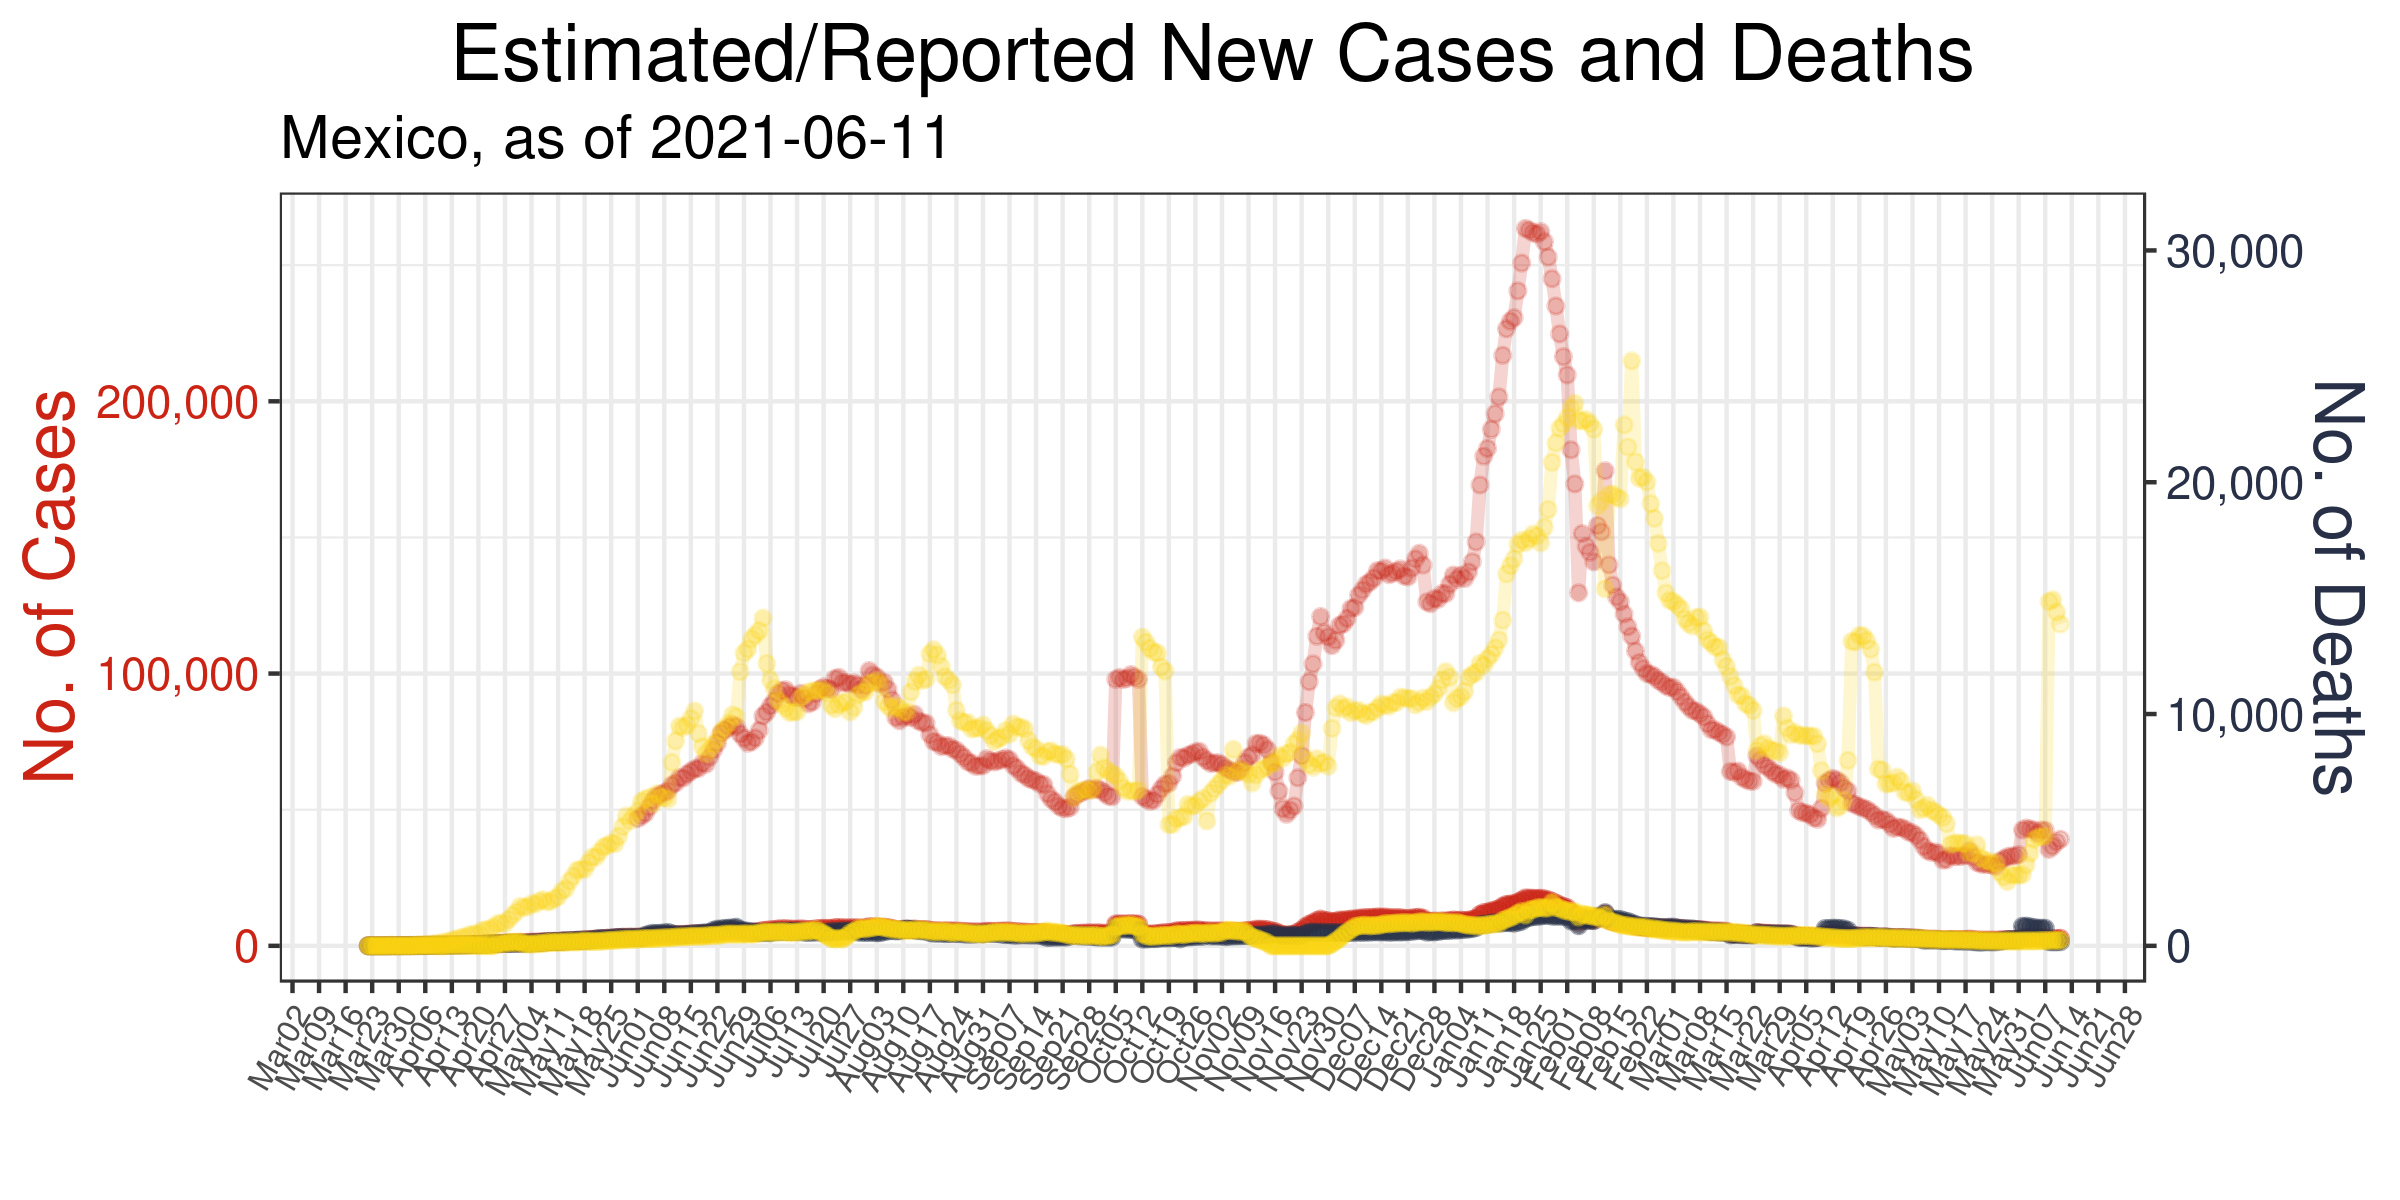 Estimated/Reported New Cases and Deaths
Mexico, as of 2021-06-11
No. of Cases
200,000
100,000
0
30,000
20,000
10,000
0
No. of Deaths
Mar02
Mar09
Mar16
Mar23
Mar30
Apr06
Apr13
Apr20
Apr27
May04
May11
May18
May25
Jun01
Jun08
Jun15
Jun22
Jun29
Jul06
Jul13
Jul20
Jul27
Aug03
Aug10
Aug17
Aug24
Aug31
Sep07
Sep14
Sep21
Sep28
Oct05
Oct12
Oct19
Oct26
Nov02
Nov09
Nov16
Nov23
Nov30
Dec07
Dec14
Dec21
Dec28
Jan04
Jan11
Jan18
Jan25
Feb01
Feb08
Feb15
Feb22
Mar01
Mar08
Mar15
Mar22
Mar29
Apr05
Apr12
Apr19
Apr26
May03
May10
May17
May24
May31
Jun07
Jun14
Jun21
Jun28